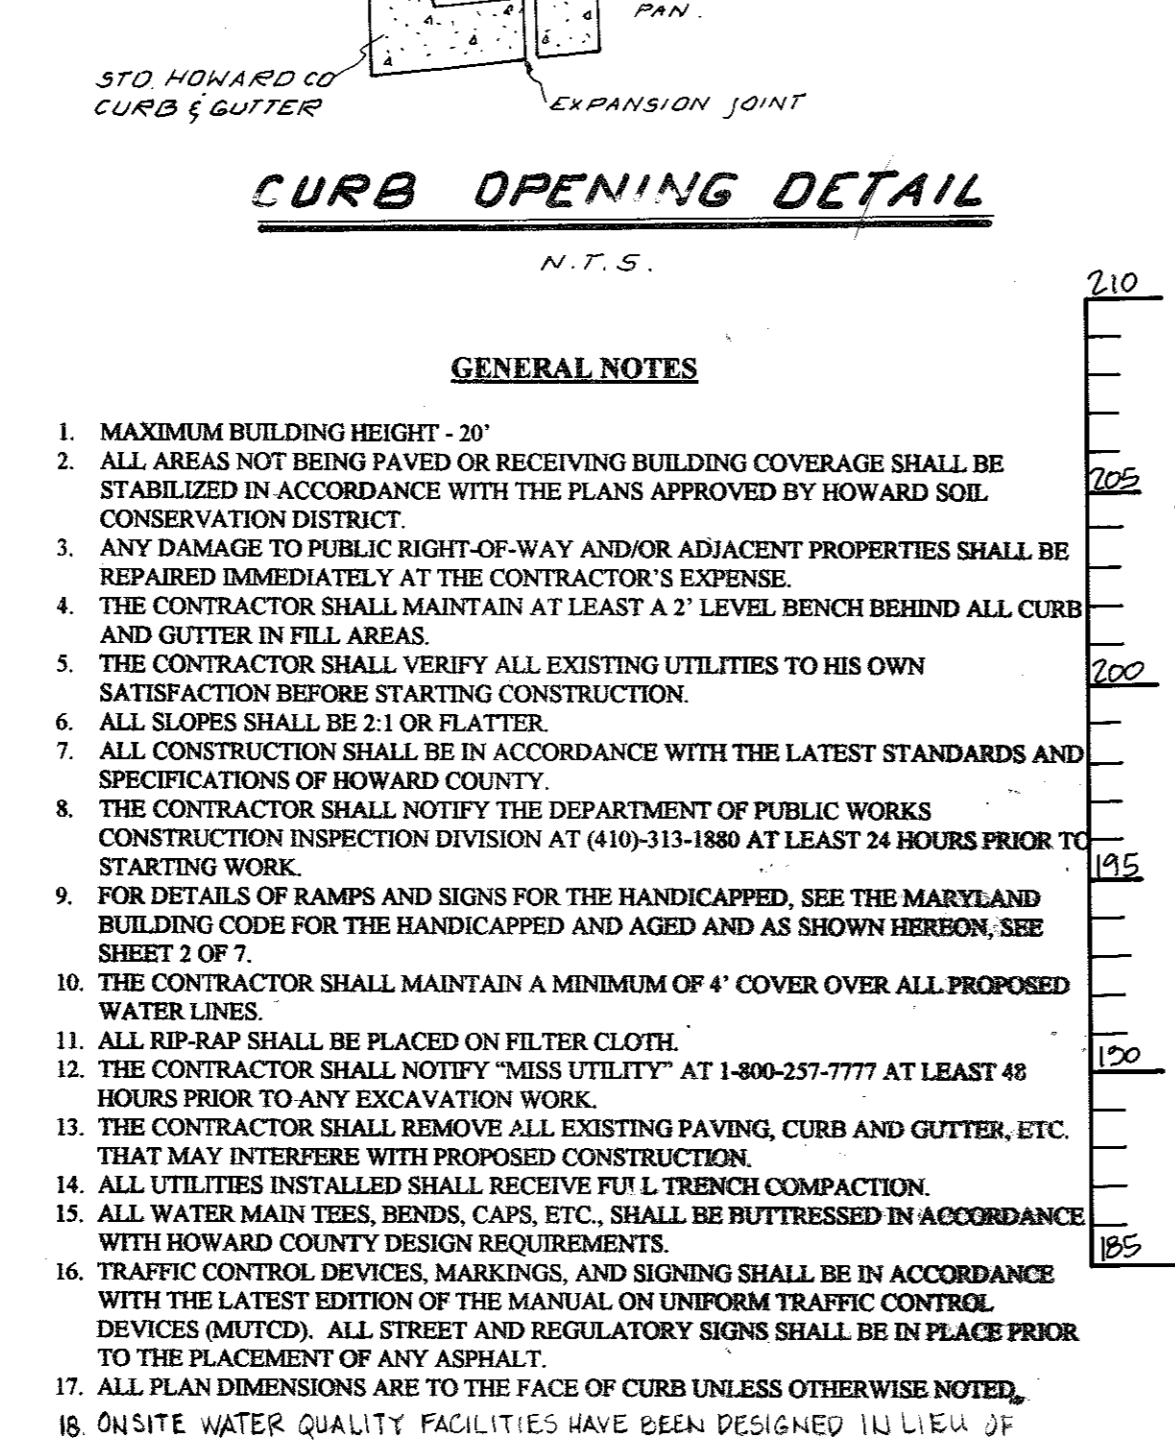 PAN.
STD. HOWARD CO
CURB & GUTTER
EXPANSION JOINT
CURB OPENING DETAIL
N.T.S.
210
GENERAL NOTES
1. MAXIMUM BUILDING HEIGHT - 20'
2. ALL AREAS NOT BEING PAVED OR RECEIVING BUILDING COVERAGE SHALL BE
STABILIZED IN ACCORDANCE WITH THE PLANS APPROVED BY HOWARD SOIL
CONSERVATION DISTRICT.
205
3. ANY DAMAGE TO PUBLIC RIGHT-OF-WAY AND/OR ADJACENT PROPERTIES SHALL BE
REPAIRED IMMEDIATELY AT THE CONTRACTOR'S EXPENSE.
4. THE CONTRACTOR SHALL MAINTAIN AT LEAST A 2' LEVEL BENCH BEHIND ALL CURB
AND GUTTER IN FILL AREAS.
5. THE CONTRACTOR SHALL VERIFY ALL EXISTING UTILITIES TO HIS OWN
SATISFACTION BEFORE STARTING CONSTRUCTION.
200
6. ALL SLOPES SHALL BE 2:1 OR FLATTER.
7. ALL CONSTRUCTION SHALL BE IN ACCORDANCE WITH THE LATEST STANDARDS AND
SPECIFICATIONS OF HOWARD COUNTY.
8. THE CONTRACTOR SHALL NOTIFY THE DEPARTMENT OF PUBLIC WORKS
CONSTRUCTION INSPECTION DIVISION AT (410)-313-1880 AT LEAST 24 HOURS PRIOR TO
STARTING WORK.
195
9. FOR DETAILS OF RAMPS AND SIGNS FOR THE HANDICAPPED, SEE THE MARYLAND
BUILDING CODE FOR THE HANDICAPPED AND AGED AND AS SHOWN HEREON, SEE
SHEET 2 OF 7.
10. THE CONTRACTOR SHALL MAINTAIN A MINIMUM OF 4' COVER OVER ALL PROPOSED
WATER LINES.
11. ALL RIP-RAP SHALL BE PLACED ON FILTER CLOTH.
190
12. THE CONTRACTOR SHALL NOTIFY "MISS UTILITY" AT 1-800-257-7777 AT LEAST 48
HOURS PRIOR TO ANY EXCAVATION WORK.
13. THE CONTRACTOR SHALL REMOVE ALL EXISTING PAVING, CURB AND GUTTER, ETC.
THAT MAY INTERFERE WITH PROPOSED CONSTRUCTION.
14. ALL UTILITIES INSTALLED SHALL RECEIVE FULL TRENCH COMPACTION.
15. ALL WATER MAIN TEES, BENDS, CAPS, ETC., SHALL BE BUTTRESSED IN ACCORDANCE
WITH HOWARD COUNTY DESIGN REQUIREMENTS.
185
16. TRAFFIC CONTROL DEVICES, MARKINGS, AND SIGNING SHALL BE IN ACCORDANCE
WITH THE LATEST EDITION OF THE MANUAL ON UNIFORM TRAFFIC CONTROL
DEVICES (MUTCD). ALL STREET AND REGULATORY SIGNS SHALL BE IN PLACE PRIOR
TO THE PLACEMENT OF ANY ASPHALT.
17. ALL PLAN DIMENSIONS ARE TO THE FACE OF CURB UNLESS OTHERWISE NOTED.
18. ONSITE WATER QUALITY FACILITIES HAVE BEEN DESIGNED IN LIEU OF